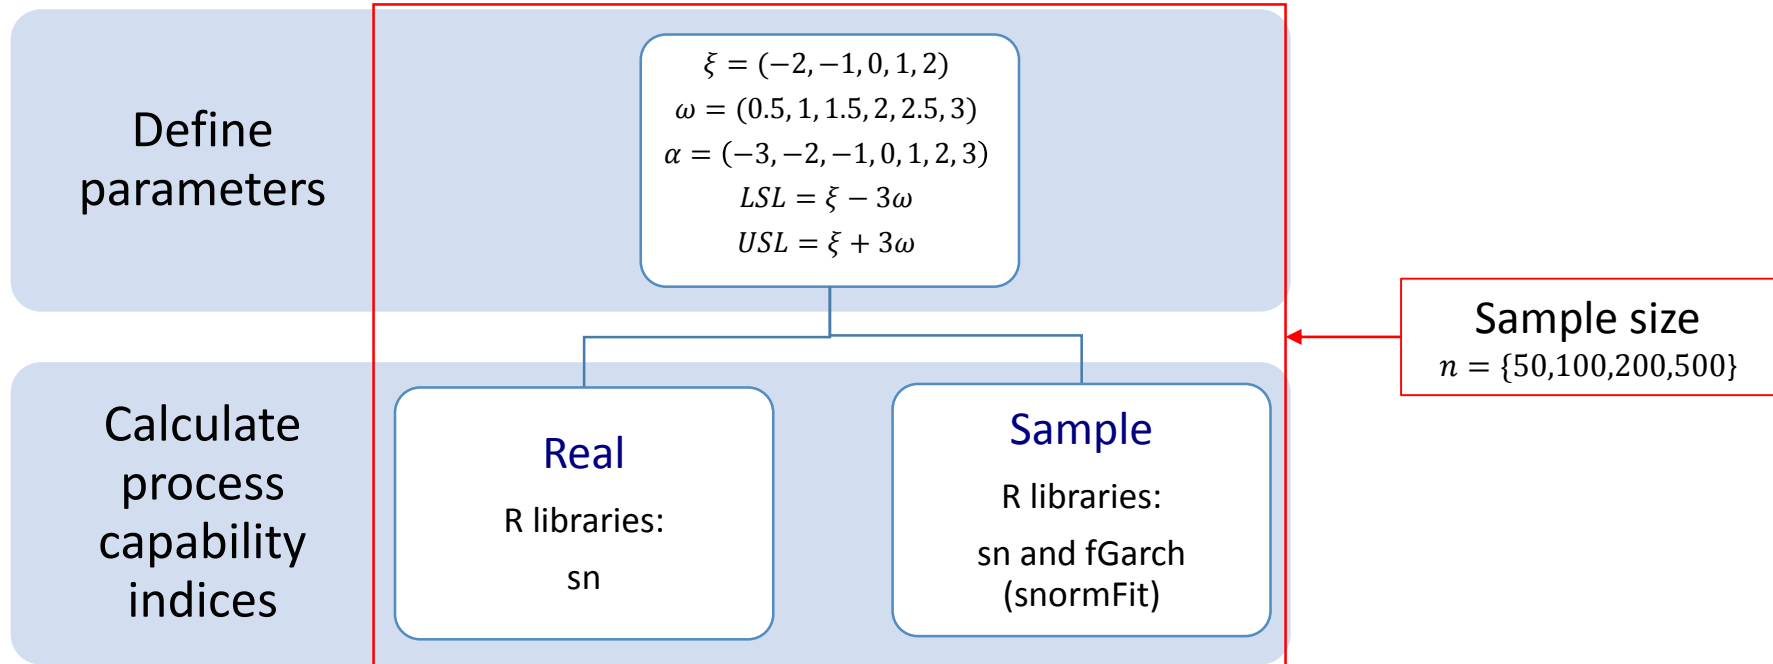 Define
parameters
ξ = (−2, −1, 0, 1, 2)
ω = (0.5, 1, 1.5, 2, 2.5, 3)
α = (−3, −2, −1, 0, 1, 2, 3)
LSL = ξ − 3ω
USL = ξ + 3ω
Sample size
n = {50,100,200,500}
Calculate
process
capability
indices
Real
R libraries:
sn
Sample
R libraries:
sn and fGarch
(snormFit)